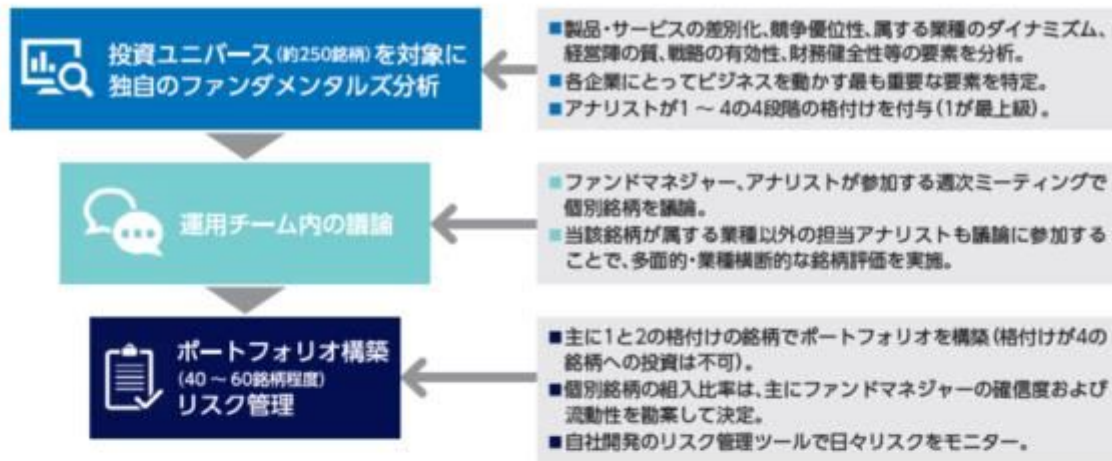 投資ユニバース(約250銘柄)を対象に
独自のファンダメンタルズ分析
■製品・サービスの差別化、競争優位性、属する業種のダイナミズム、
経営陣の質、戦略の有効性、財務健全性等の要素を分析。
■各企業にとってビジネスを動かす最も重要な要素を特定。
■アナリストが1 ～ 4の4段階の格付けを付与(1が最上級)。
運用チーム内の議論
■ファンドマネジャー、アナリストが参加する週次ミーティングで
個別銘柄を議論。
■当該銘柄が属する業種以外の担当アナリストも議論に参加する
ことで、多面的・業種横断的な銘柄評価を実施。
ポートフォリオ構築
(40 ～ 60銘柄程度)
リスク管理
■主に1と2の格付けの銘柄でポートフォリオを構築(格付けが4の
銘柄への投資は不可)。
■個別銘柄の組入比率は、主にファンドマネジャーの確信度および
流動性を勘案して決定。
■自社開発のリスク管理ツールで日々リスクをモニター。